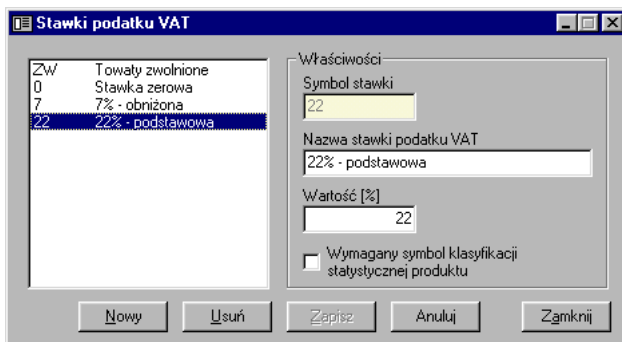 Stawki podatku VAT
ZW Towaty zwolnione
0 Stawka zerowa
7 7% - obniżona
22 22% - podstawowa
Właściwości
Symbol stawki
22
Nazwa stawki podatku VAT
22% - podstawowa
Wartość [%]
22
Wymagany symbol klasyfikacji
statystycznej produktu
Nowy Usuń Zapisz Anuluj Zamknij